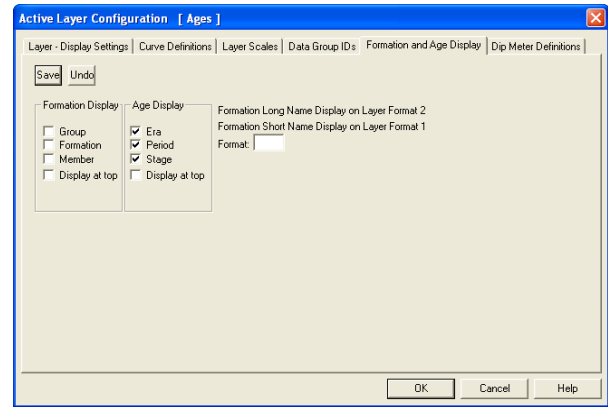 Active Layer Configuration [ Ages ]
Layer - Display Settings Curve Definitions Layer Scales Data Group IDs Formation and Age Display Dip Meter Definitions
Save Undo
Formation Display
Group
Formation
Member
Display at top
Age Display
Era
Period
Stage
Display at top
Formation Long Name Display on Layer Format 2
Formation Short Name Display on Layer Format 1
Format:
OK Cancel Help